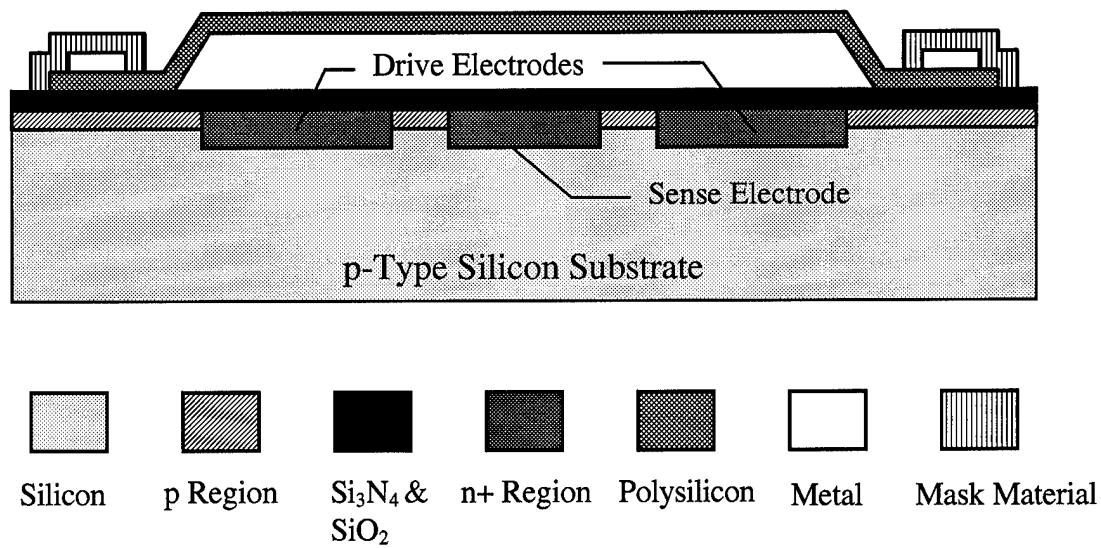 Drive Electrodes
Sense Electrode
p-Type Silicon Substrate
Silicon
p Region
Si₃N₄ &
SiO₂
n+ Region
Polysilicon
Metal
Mask Material